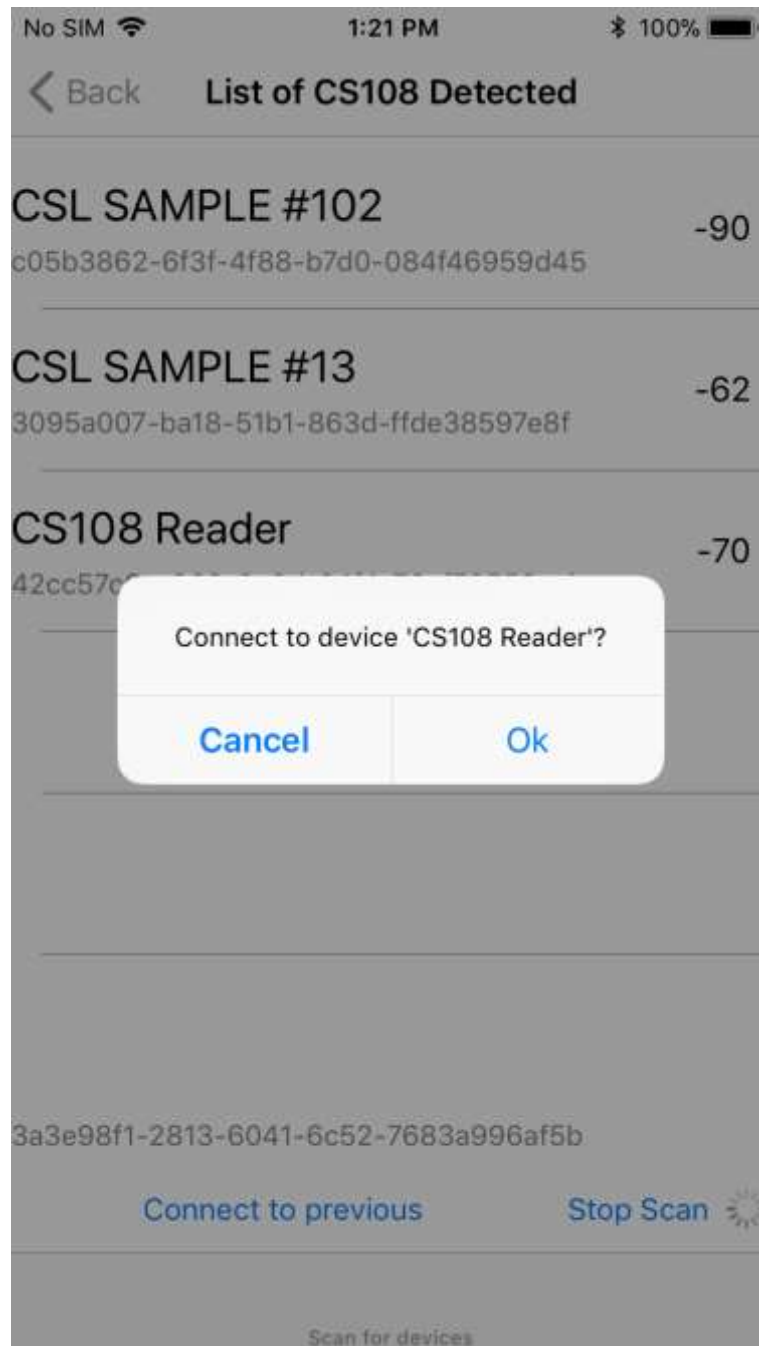 No SIM 1:21 PM 100%
Back List of CS108 Detected
CSL SAMPLE #102
-90
c05b3862-6f3f-4f88-b7d0-084f46959d45
CSL SAMPLE #13
-62
3095a007-ba18-51b1-863d-ffde38597e8f
CS108 Reader
-70
Connect to device 'CS108 Reader'?
Cancel Ok
3a3e98f1-2813-6041-6c52-7683a996af5b
Connect to previous Stop Scan
Scan for devices